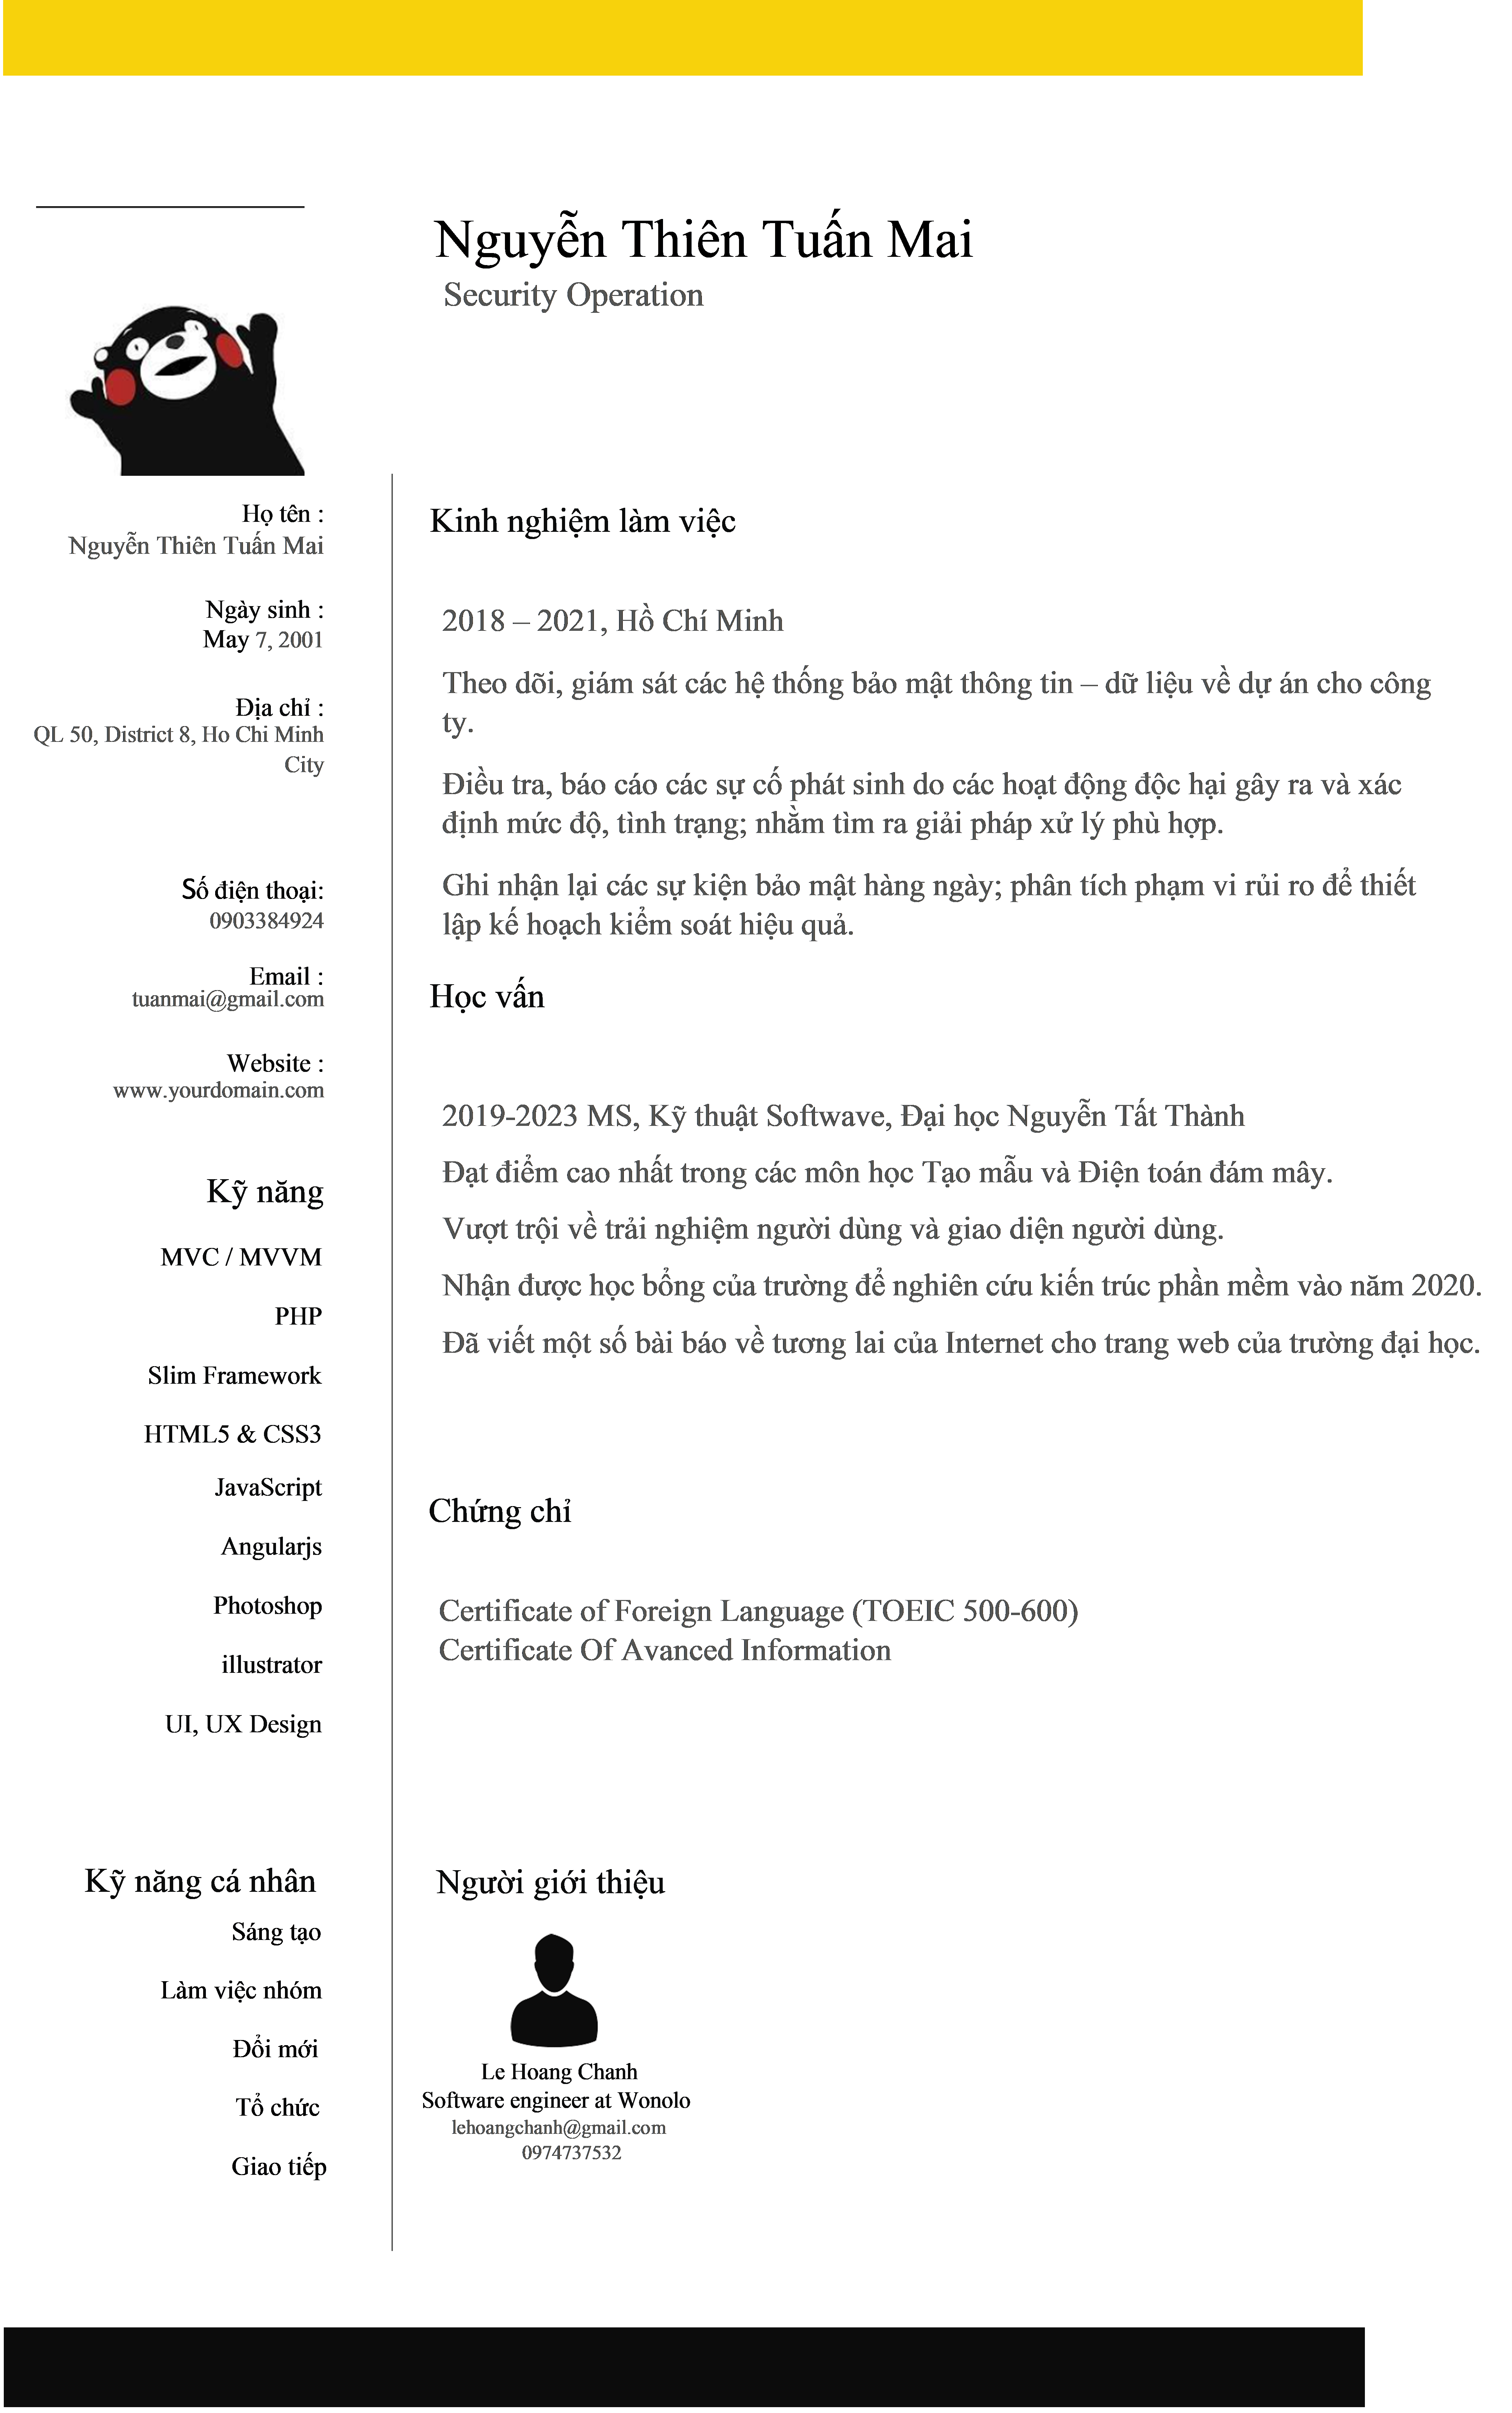 Nguyễn Thiên Tuấn Mai
Security Operation
Họ tên :
Nguyễn Thiên Tuấn Mai
Ngày sinh :
May 7, 2001
Địa chỉ :
QL 50, District 8, Ho Chi Minh
City
Số điện thoại:
0903384924
Email :
tuanmai@gmail.com
Website :
www.yourdomain.com
Kỹ năng
MVC / MVVM
PHP
Slim Framework
HTML5 & CSS3
JavaScript
Angularjs
Photoshop
illustrator
UI, UX Design
Kỹ năng cá nhân
Sáng tạo
Làm việc nhóm
Đổi mới
Tổ chức
Giao tiếp
Kinh nghiệm làm việc
2018 – 2021, Hồ Chí Minh
Theo dõi, giám sát các hệ thống bảo mật thông tin – dữ liệu về dự án cho công
ty.
Điều tra, báo cáo các sự cố phát sinh do các hoạt động độc hại gây ra và xác
định mức độ, tình trạng; nhằm tìm ra giải pháp xử lý phù hợp.
Ghi nhận lại các sự kiện bảo mật hàng ngày; phân tích phạm vi rủi ro để thiết
lập kế hoạch kiểm soát hiệu quả.
Học vấn
2019-2023 MS, Kỹ thuật Softwave, Đại học Nguyễn Tất Thành
Đạt điểm cao nhất trong các môn học Tạo mẫu và Điện toán đám mây.
Vượt trội về trải nghiệm người dùng và giao diện người dùng.
Nhận được học bổng của trường để nghiên cứu kiến trúc phần mềm vào năm 2020.
Đã viết một số bài báo về tương lai của Internet cho trang web của trường đại học.
Chứng chỉ
Certificate of Foreign Language (TOEIC 500-600)
Certificate Of Avanced Information
Người giới thiệu
Le Hoang Chanh
Software engineer at Wonolo
lehoangchanh@gmail.com
0974737532